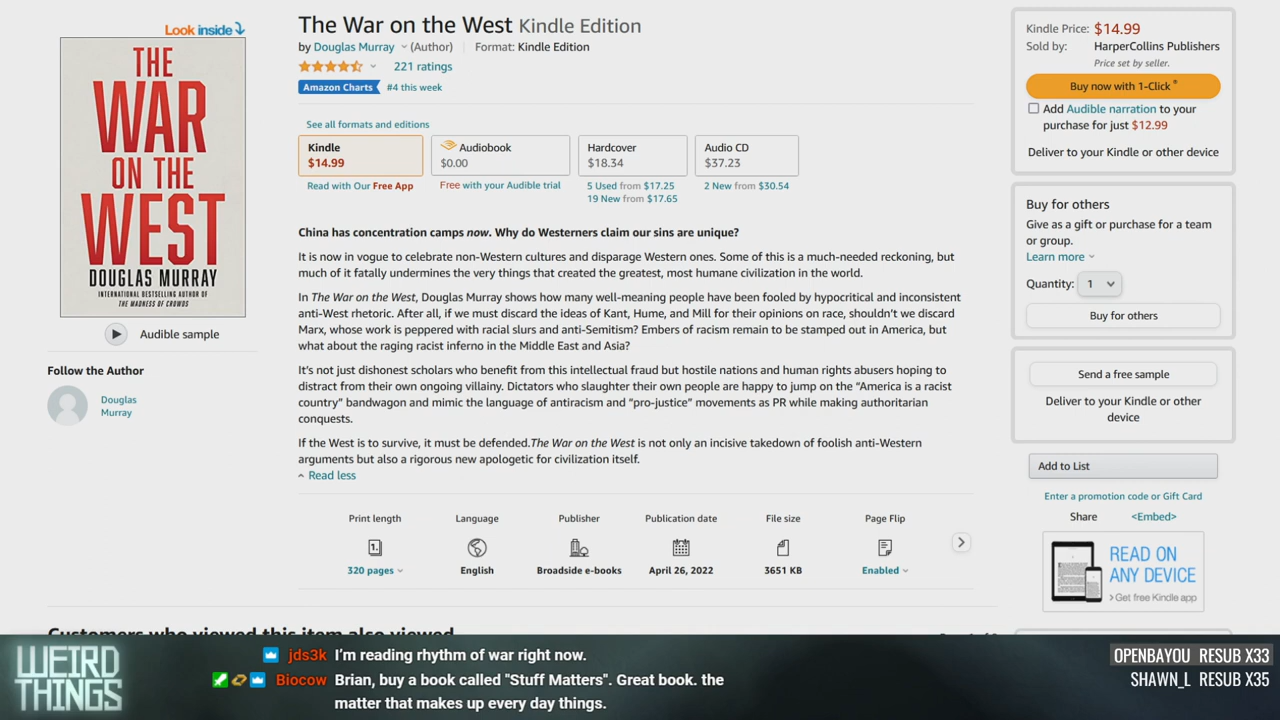 Look inside
THE
WAR
ON THE
WEST
DOUGLAS MURRAY
INTERNATIONAL BESTSELLING AUTHOR OF
THE MADNESS OF CROWDS
Audible sample
Follow the Author
Douglas
Murray
The War on the West Kindle Edition
by Douglas Murray (Author) Format: Kindle Edition
221 ratings
Amazon Charts #4 this week
See all formats and editions
Kindle
$14.99
Read with Our Free App
Audiobook
$0.00
Free with your Audible trial
Hardcover
$18.34
5 Used from $17.25
19 New from $17.65
Audio CD
$37.23
2 New from $30.54
China has concentration camps now. Why do Westerners claim our sins are unique?
It is now in vogue to celebrate non-Western cultures and disparage Western ones. Some of this is a much-needed reckoning, but
much of it fatally undermines the very things that created the greatest, most humane civilization in the world.
In The War on the West, Douglas Murray shows how many well-meaning people have been fooled by hypocritical and inconsistent
anti-West rhetoric. After all, if we must discard the ideas of Kant, Hume, and Mill for their opinions on race, shouldn't we discard
Marx, whose work is peppered with racial slurs and anti-Semitism? Embers of racism remain to be stamped out in America, but
what about the raging racist inferno in the Middle East and Asia?
It's not just dishonest scholars who benefit from this intellectual fraud but hostile nations and human rights abusers hoping to
distract from their own ongoing villainy. Dictators who slaughter their own people are happy to jump on the “America is a racist
country” bandwagon and mimic the language of antiracism and “pro-justice” movements as PR while making authoritarian
conquests.
If the West is to survive, it must be defended.The War on the West is not only an incisive takedown of foolish anti-Western
arguments but also a rigorous new apologetic for civilization itself.
Read less
Print length
1.
320 pages
Language
English
Publisher
Broadside e-books
Publication date
April 26, 2022
File size
3651 KB
Page Flip
Enabled
Customers who viewed this item also viewed
Kindle Price: $14.99
Sold by: HarperCollins Publishers
Price set by seller.
Buy now with 1-Click ®
Add Audible narration to your
purchase for just $12.99
Deliver to your Kindle or other device
Buy for others
Give as a gift or purchase for a team
or group.
Learn more
Quantity: 1
Buy for others
Send a free sample
Deliver to your Kindle or other
device
Add to List
Enter a promotion code or Gift Card
Share <Embed>
READ ON
ANY DEVICE
› Get free Kindle app
WEIRD
THINGS
jds3k I'm reading rhythm of war right now.
Biocow Brian, buy a book called "Stuff Matters". Great book. the
matter that makes up every day things.
OPENBAYOU RESUB X33
SHAWN_L RESUB X35